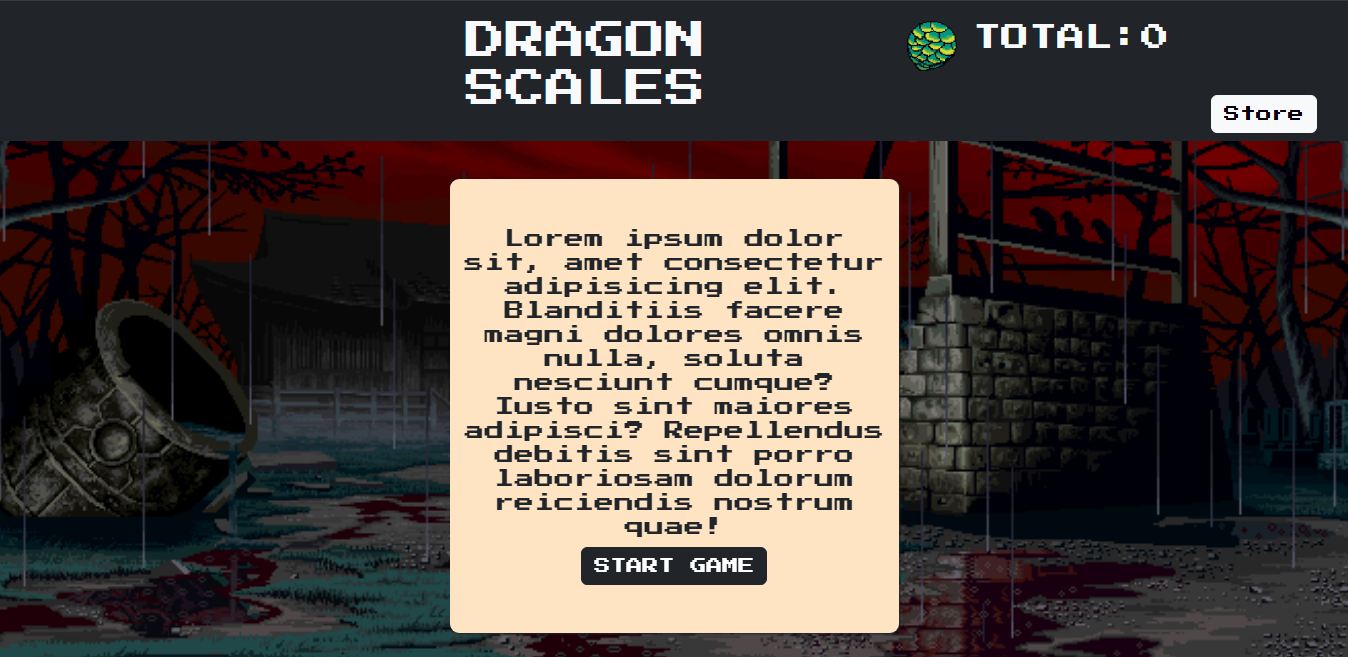 DRAGON
SCALES
TOTAL:0
Store
Lorem ipsum dolor
sit, amet consectetur
adipisicing elit.
Blanditiis facere
magni dolores omnis
nulla, soluta
nesciunt cumque?
Iusto sint maiores
adipisci? Repellendus
debitis sint porro
laboriosam dolorum
reiciendis nostrum
quae!
START GAME